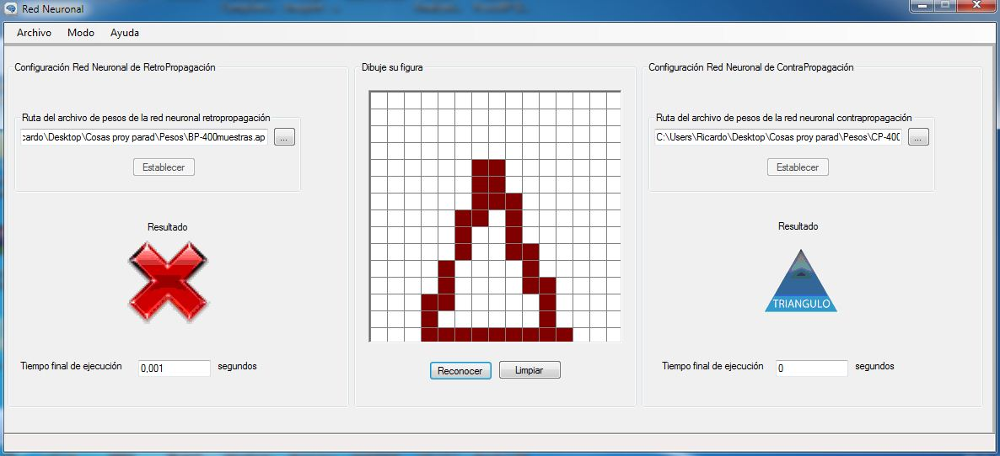 Red Neuronal
Archivo Modo Ayuda
Configuración Red Neuronal de RetroPropagación
Ruta del archivo de pesos de la red neuronal retropropagación
cardo\Desktop\Cosas proy parad\Pesos\BP-400muestras.ap ...
Establecer
Resultado
Tiempo final de ejecución 0,001 segundos
Dibuje su figura
Reconocer Limpiar
Configuración Red Neuronal de ContraPropagación
Ruta del archivo de pesos de la red neuronal contrapropagación
C:\Users\Ricardo\Desktop\Cosas proy parad\Pesos\CP-400 ...
Establecer
Resultado
TRIANGULO
Tiempo final de ejecución 0 segundos